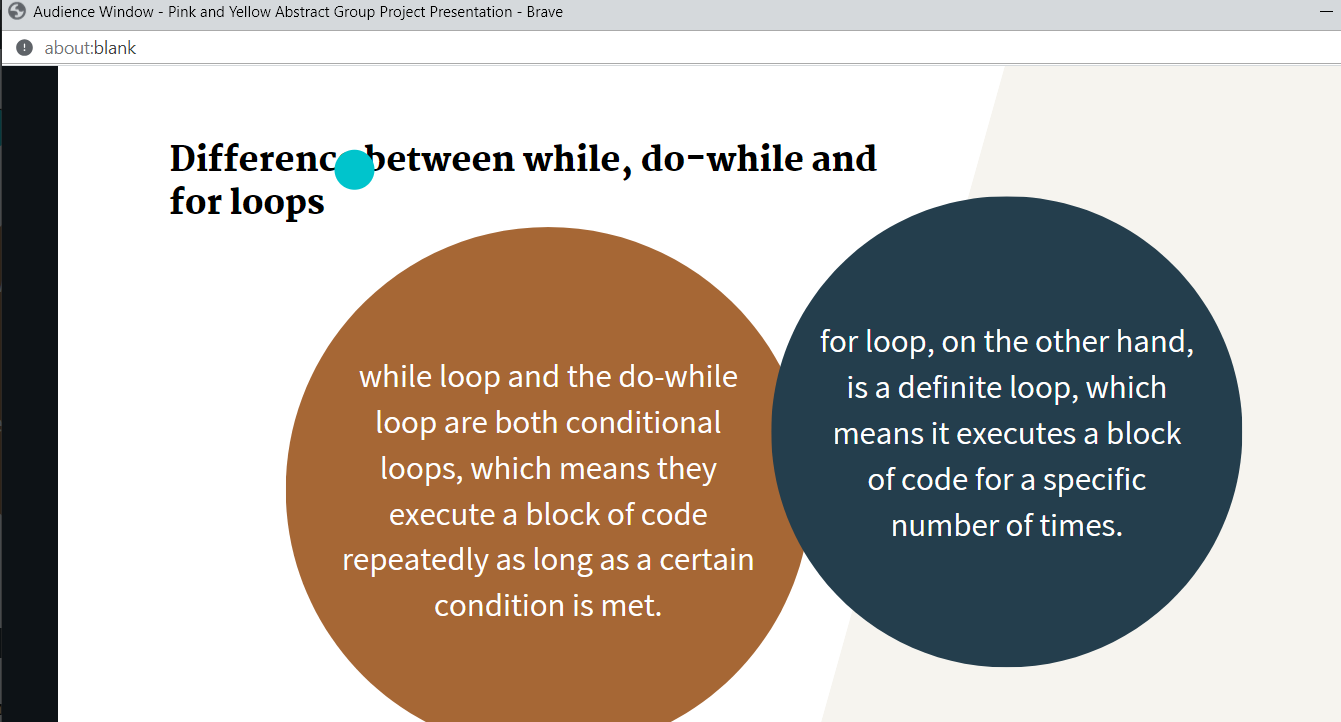 Audience Window - Pink and Yellow Abstract Group Project Presentation - Brave
about:blank
Differenc between while, do-while and
for loops
while loop and the do-while
loop are both conditional
loops, which means they
execute a block of code
repeatedly as long as a certain
condition is met.
for loop, on the other hand,
is a definite loop, which
means it executes a block
of code for a specific
number of times.